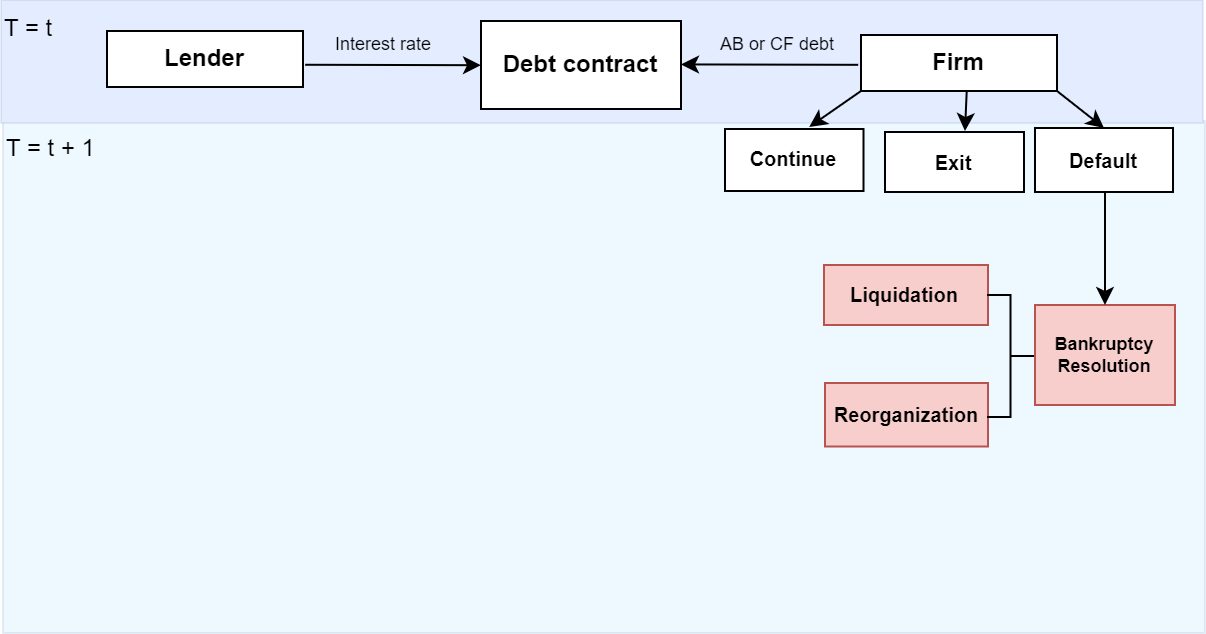 T = t
Lender
Interest rate
Debt contract
AB or CF debt
Firm
T = t + 1
Continue
Exit
Default
Liquidation
Bankruptcy
Resolution
Reorganization